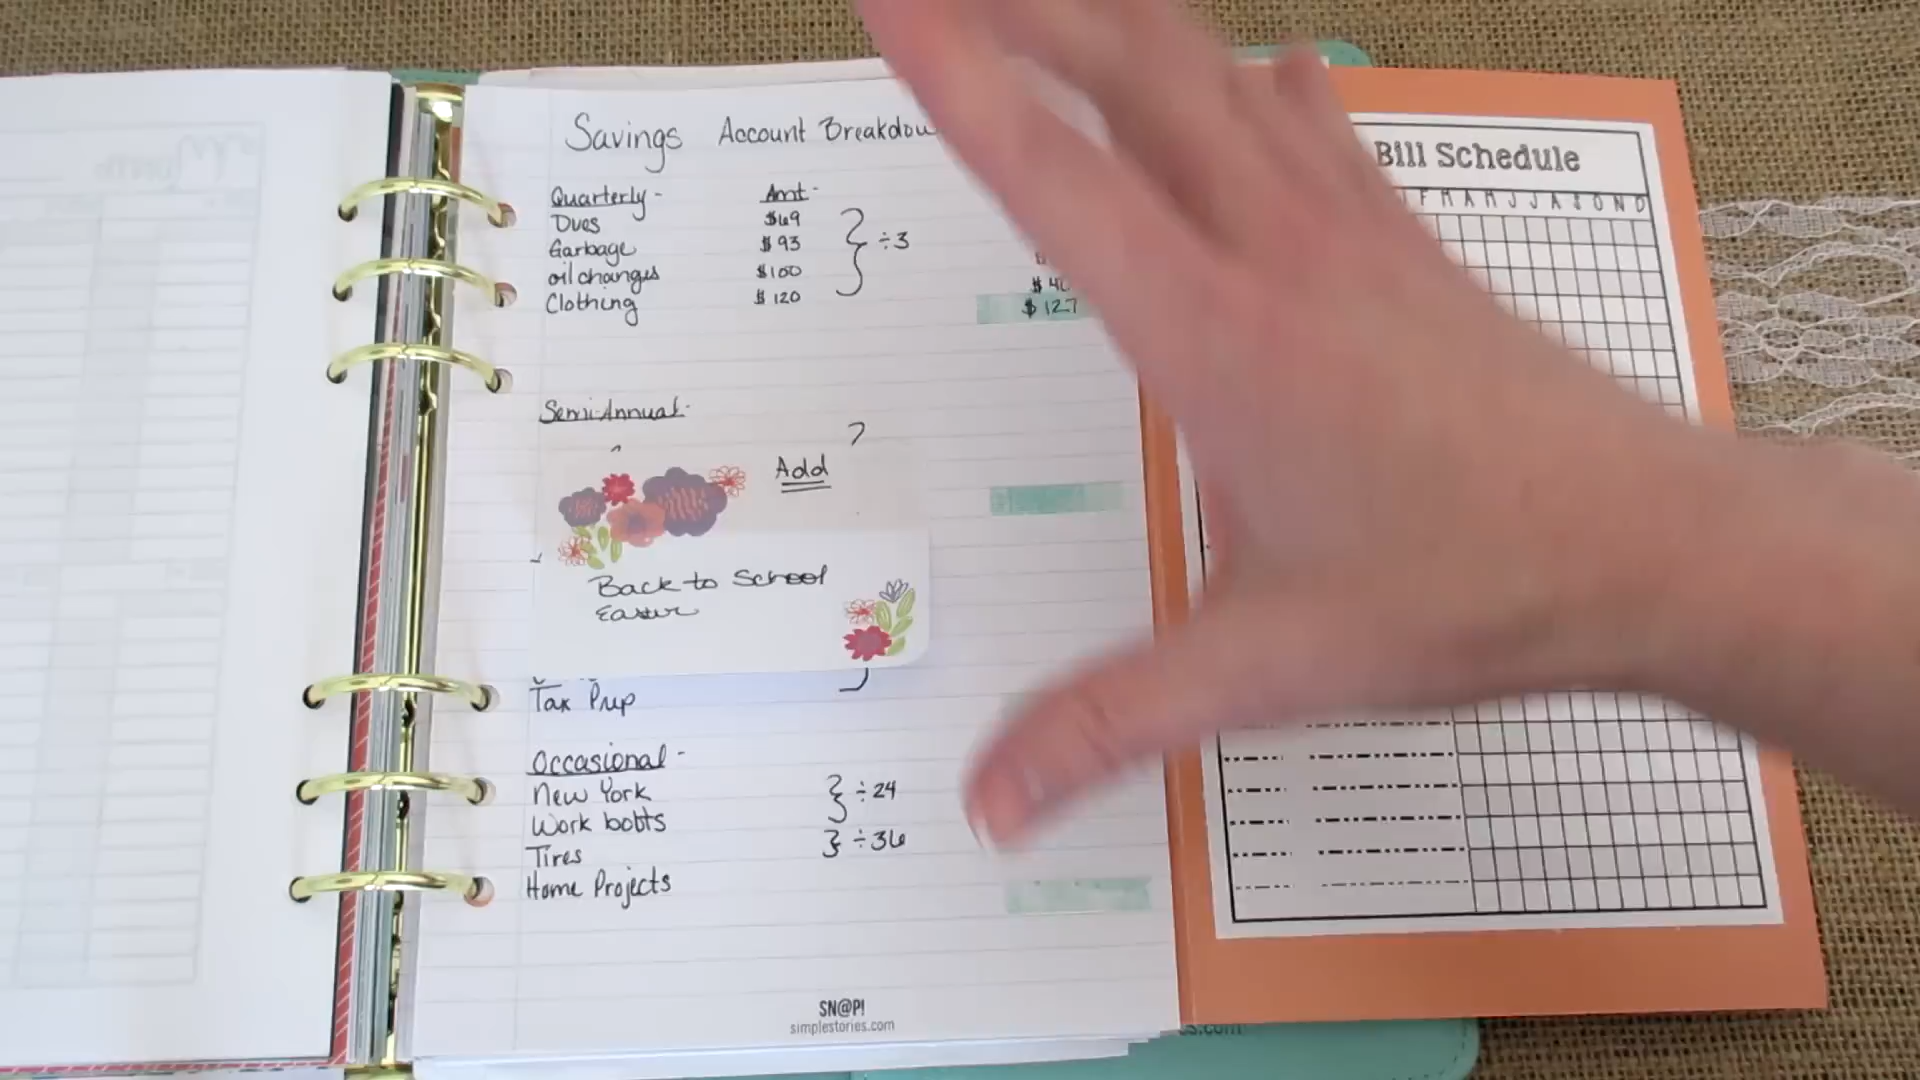 Savings Account Breakdow
Quarterly - Amt -
Dues $69
Garbage $93 ÷3
oil changes $100
Clothing $120 $127
Semi-Annual-
Add
Back to School
Easter
Tax Prep
Occasional -
New York ÷24
Work boots
Tires ÷36
Home Projects
SN@P!
simplestories.com
Bill Schedule
F M A M J J A S O N D